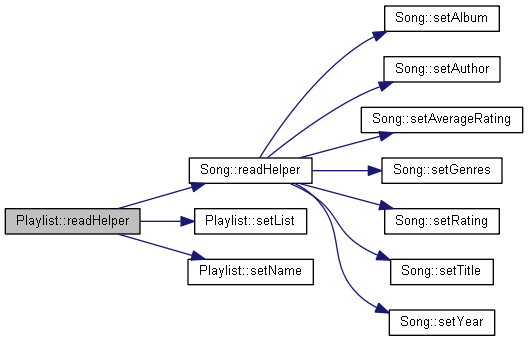 Song::setAlbum
Song::setAuthor
Song::setAverageRating
Song::readHelper
Song::setGenres
Playlist::readHelper
Playlist::setList
Song::setRating
Playlist::setName
Song::setTitle
Song::setYear